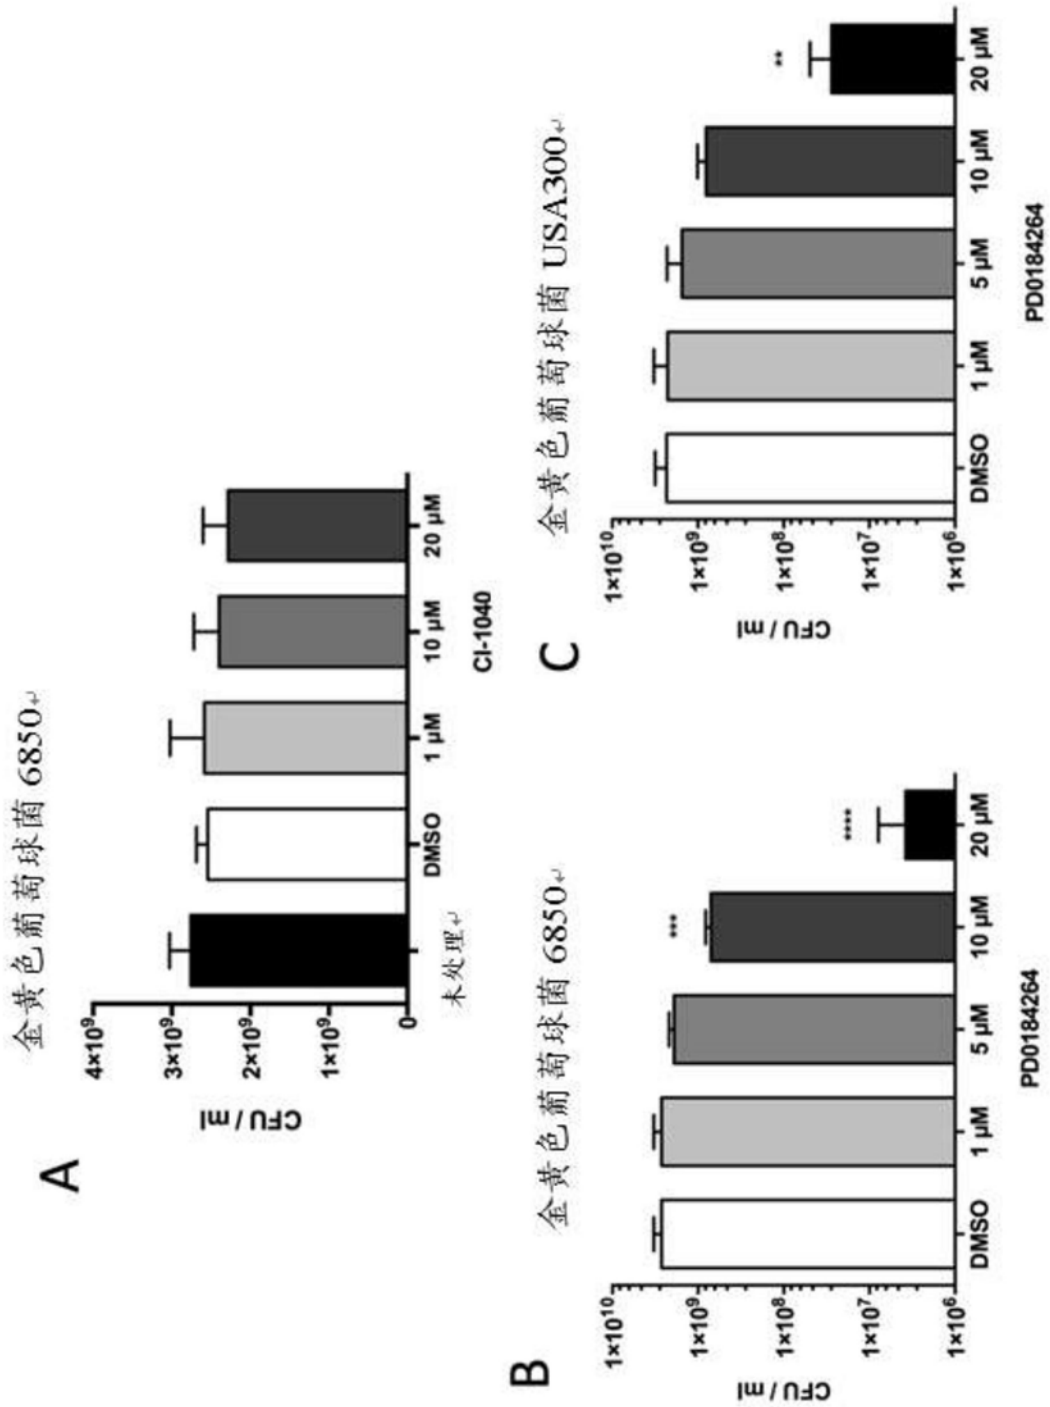 A
金黄色葡萄球菌 6850↵
CFU / ml
4×10⁹
3×10⁹
2×10⁹
1×10⁹
0
未处理↵ DMSO 1 μM 10 μM 20 μM
CI-1040
B
金黄色葡萄球菌 6850↵
CFU / ml
1×10¹⁰
1×10⁹
1×10⁸
1×10⁷
1×10⁶
*** ****
DMSO 1 μM 5 μM 10 μM 20 μM
PD0184264
C
金黄色葡萄球菌 USA300↵
CFU / ml
1×10¹⁰
1×10⁹
1×10⁸
1×10⁷
1×10⁶
**
DMSO 1 μM 5 μM 10 μM 20 μM
PD0184264